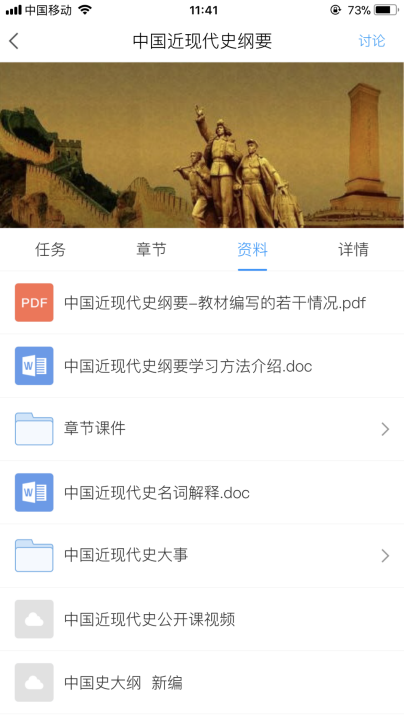 中国移动 11:41 73%
中国近现代史纲要 讨论
任务 章节 资料 详情
PDF 中国近现代史纲要-教材编写的若干情况.pdf
W 中国近现代史纲要学习方法介绍.doc
章节课件
W 中国近现代史名词解释.doc
中国近现代史大事
中国近现代史公开课视频
中国史大纲 新编